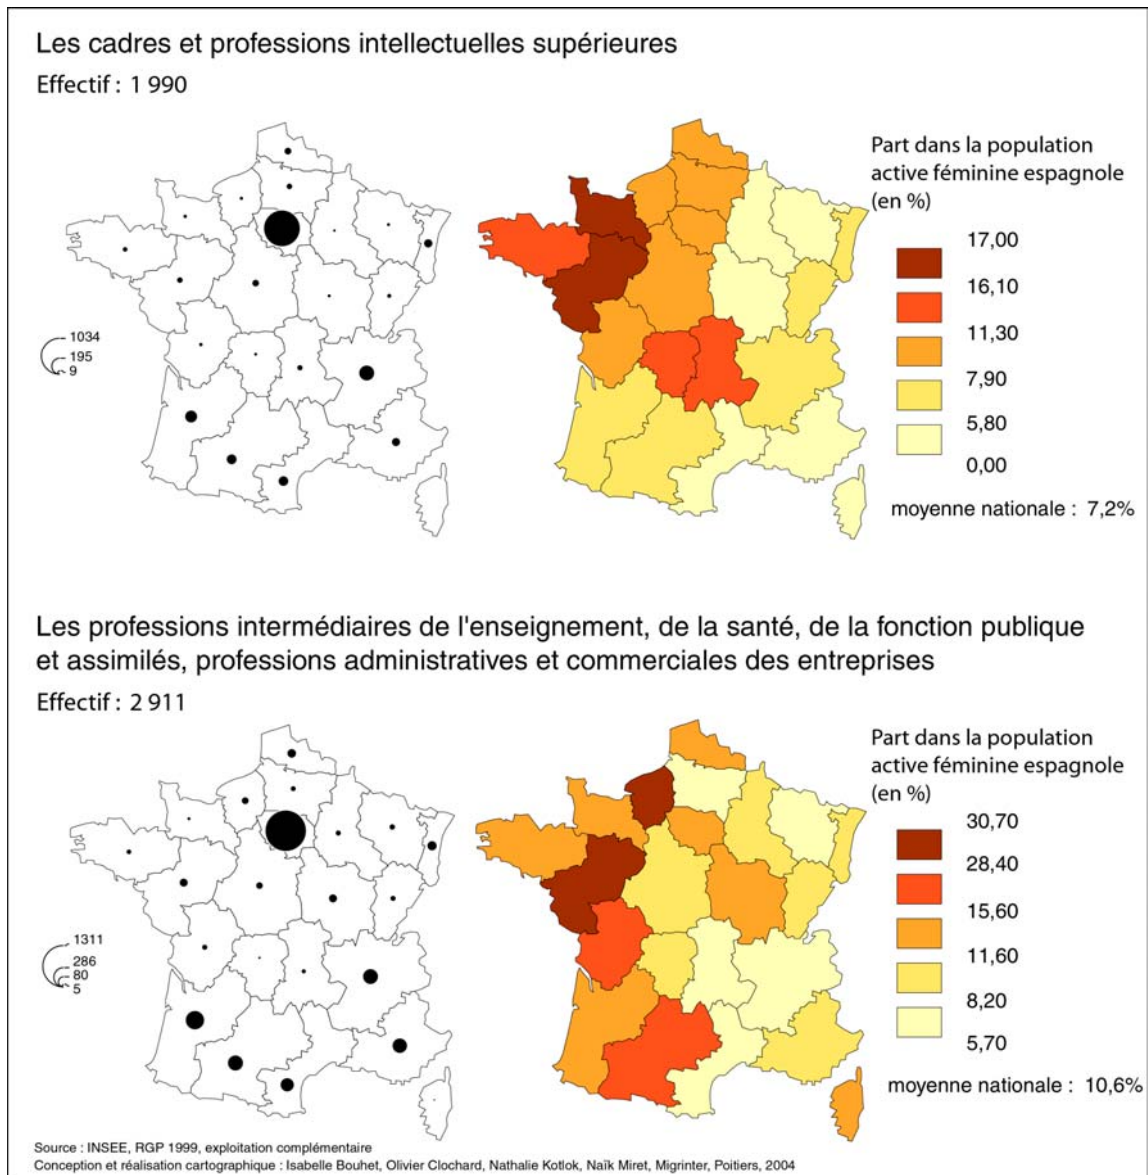 Les cadres et professions intellectuelles supérieures
Effectif : 1 990
Part dans la population
active féminine espagnole
(en %)
17,00
16,10
11,30
7,90
5,80
0,00
moyenne nationale : 7,2%
1034
195
9
Les professions intermédiaires de l'enseignement, de la santé, de la fonction publique
et assimilés, professions administratives et commerciales des entreprises
Effectif : 2 911
Part dans la population
active féminine espagnole
(en %)
30,70
28,40
15,60
11,60
8,20
5,70
moyenne nationale : 10,6%
1311
286
80
5
Source : INSEE, RGP 1999, exploitation complémentaire
Conception et réalisation cartographique : Isabelle Bouhet, Olivier Clochard, Nathalie Kotlok, Naïk Miret, Migrinter, Poitiers, 2004